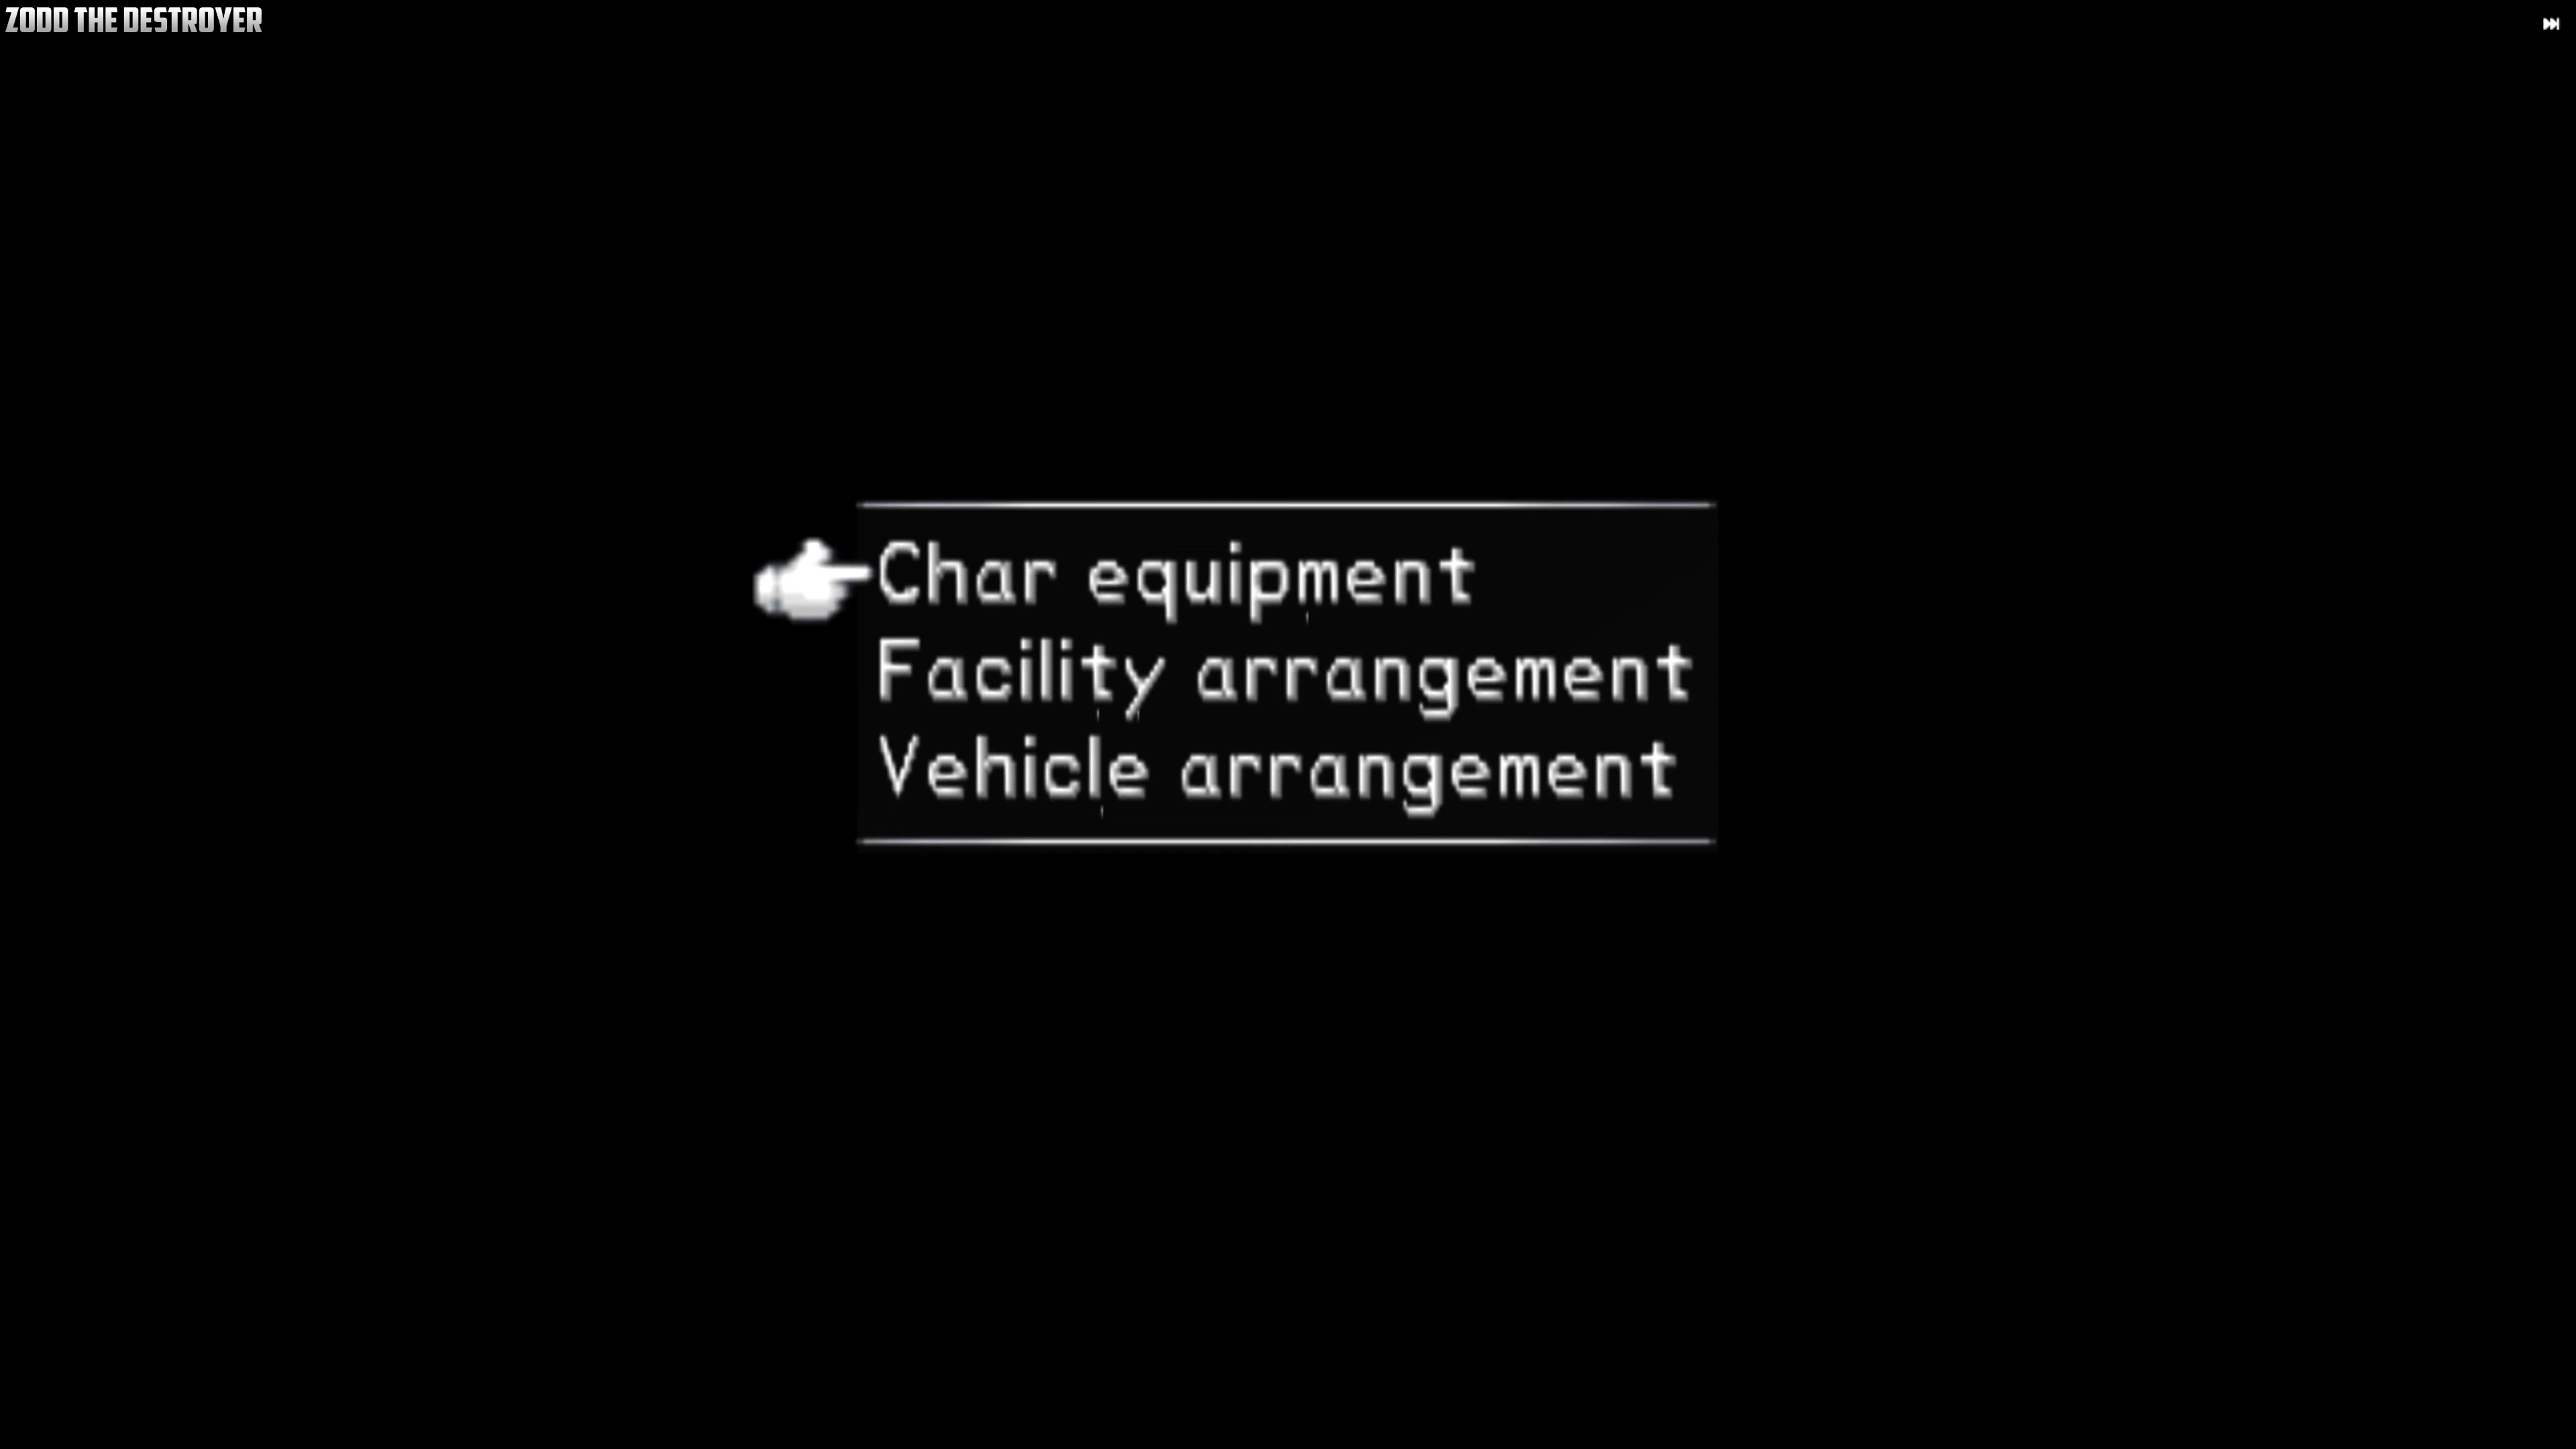 ZODD THE DESTROYER
Char equipment
Facility arrangement
Vehicle arrangement